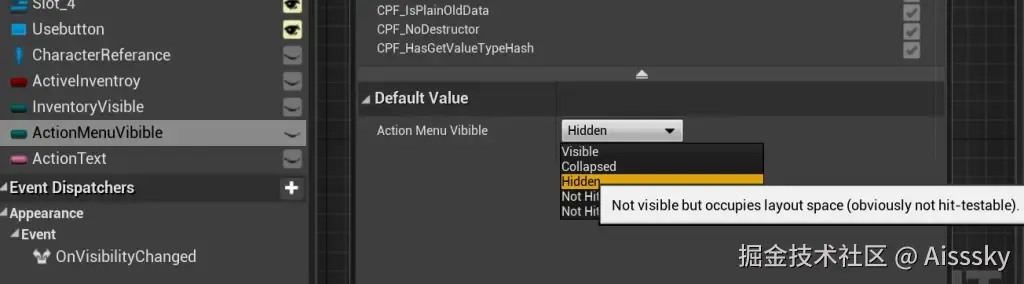 Slot_4
Usebutton
CharacterReferance
ActiveInventroy
InventoryVisible
ActionMenuVibible
ActionText
Event Dispatchers
Appearance
Event
OnVisibilityChanged
CPF_IsPlainOldData
CPF_NoDestructor
CPF_HasGetValueTypeHash
Default Value
Action Menu Vibible
Hidden
Visible
Collapsed
Hidden
Not Hit
Not Hit
Not visible but occupies layout space (obviously not hit-testable).
掘金技术社区 @ Aisssky